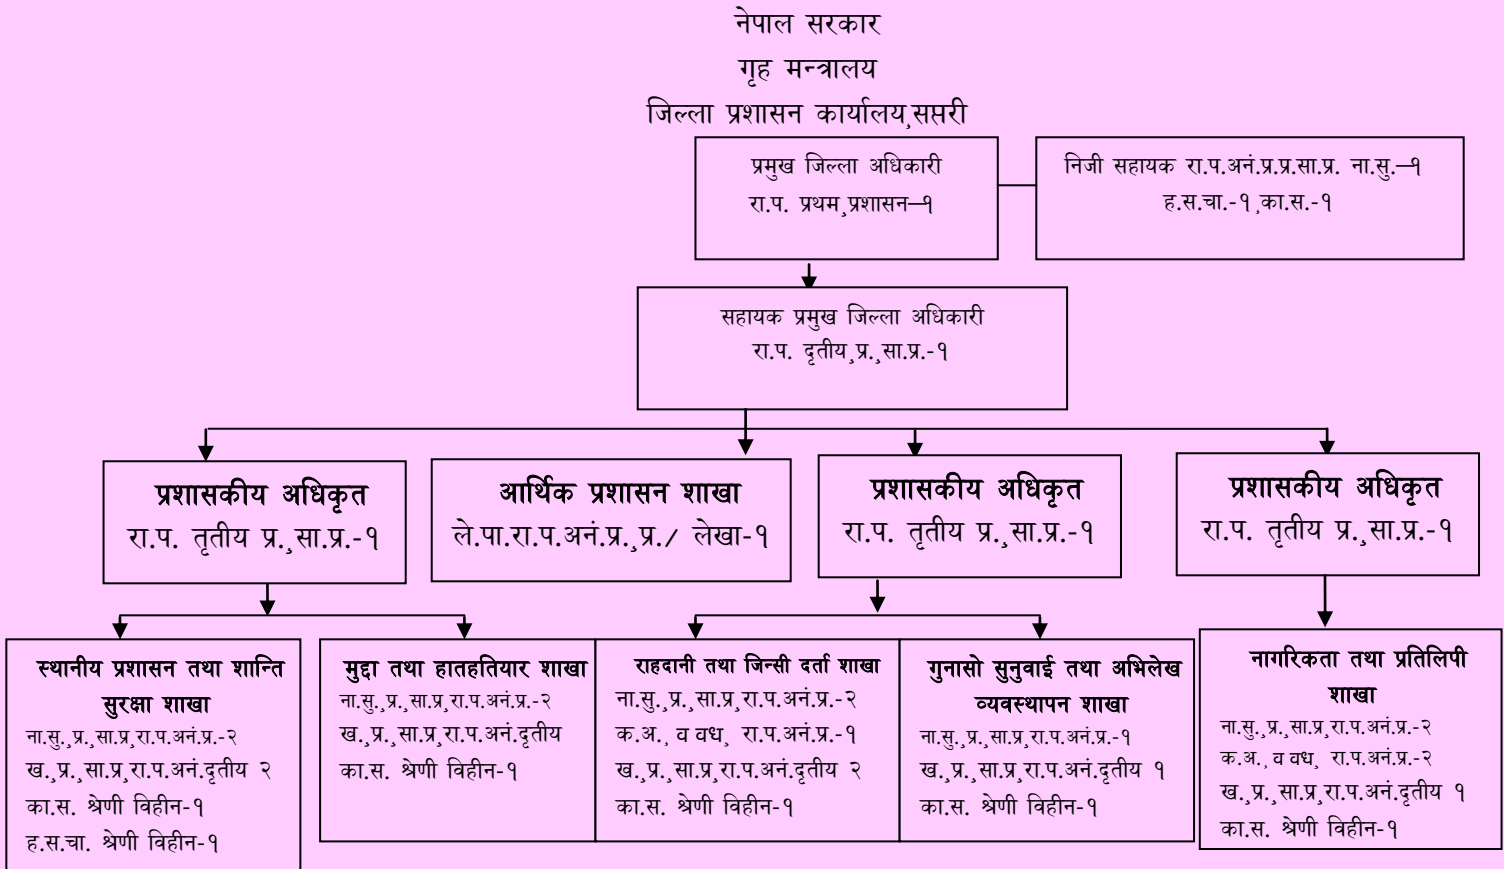 नेपाल सरकार
गृह मन्त्रालय
जिल्ला प्रशासन कार्यालय,सप्तरी
प्रमुख जिल्ला अधिकारी
रा.प. प्रथम,प्रशासन–१
निजी सहायक रा.प.अनं.प्र.प्र.सा.प्र. ना.सु.–१
ह.स.चा.-१,का.स.-१
सहायक प्रमुख जिल्ला अधिकारी
रा.प. दृतीय,प्र.,सा.प्र.-१
प्रशासकीय अधिकृत
रा.प. तृतीय प्र.,सा.प्र.-१
आर्थिक प्रशासन शाखा
ले.पा.रा.प.अनं.प्र.,प्र./ लेखा-१
प्रशासकीय अधिकृत
रा.प. तृतीय प्र.,सा.प्र.-१
प्रशासकीय अधिकृत
रा.प. तृतीय प्र.,सा.प्र.-१
स्थानीय प्रशासन तथा शान्ति
सुरक्षा शाखा
ना.सु.,प्र.,सा.प्र,रा.प.अनं.प्र.-२
ख.,प्र.,सा.प्र,रा.प.अनं.दृतीय २
का.स. श्रेणी विहीन-१
ह.स.चा. श्रेणी विहीन-१
मुद्दा तथा हातहतियार शाखा
ना.सु.,प्र.,सा.प्र,रा.प.अनं.प्र.-२
ख.,प्र.,सा.प्र,रा.प.अनं.दृतीय
का.स. श्रेणी विहीन-१
राहदानी तथा जिन्सी दर्ता शाखा
ना.सु.,प्र.,सा.प्र,रा.प.अनं.प्र.-२
क.अ., व वध, रा.प.अनं.प्र.-१
ख.,प्र.,सा.प्र,रा.प.अनं.दृतीय २
का.स. श्रेणी विहीन-१
गुनासो सुनुवाई तथा अभिलेख
व्यवस्थापन शाखा
ना.सु.,प्र.,सा.प्र,रा.प.अनं.प्र.-१
ख.,प्र.,सा.प्र,रा.प.अनं.दृतीय १
का.स. श्रेणी विहीन-१
नागरिकता तथा प्रतिलिपी
शाखा
ना.सु.,प्र.,सा.प्र,रा.प.अनं.प्र.-२
क.अ., व वध, रा.प.अनं.प्र.-२
ख.,प्र.,सा.प्र,रा.प.अनं.दृतीय १
का.स. श्रेणी विहीन-१